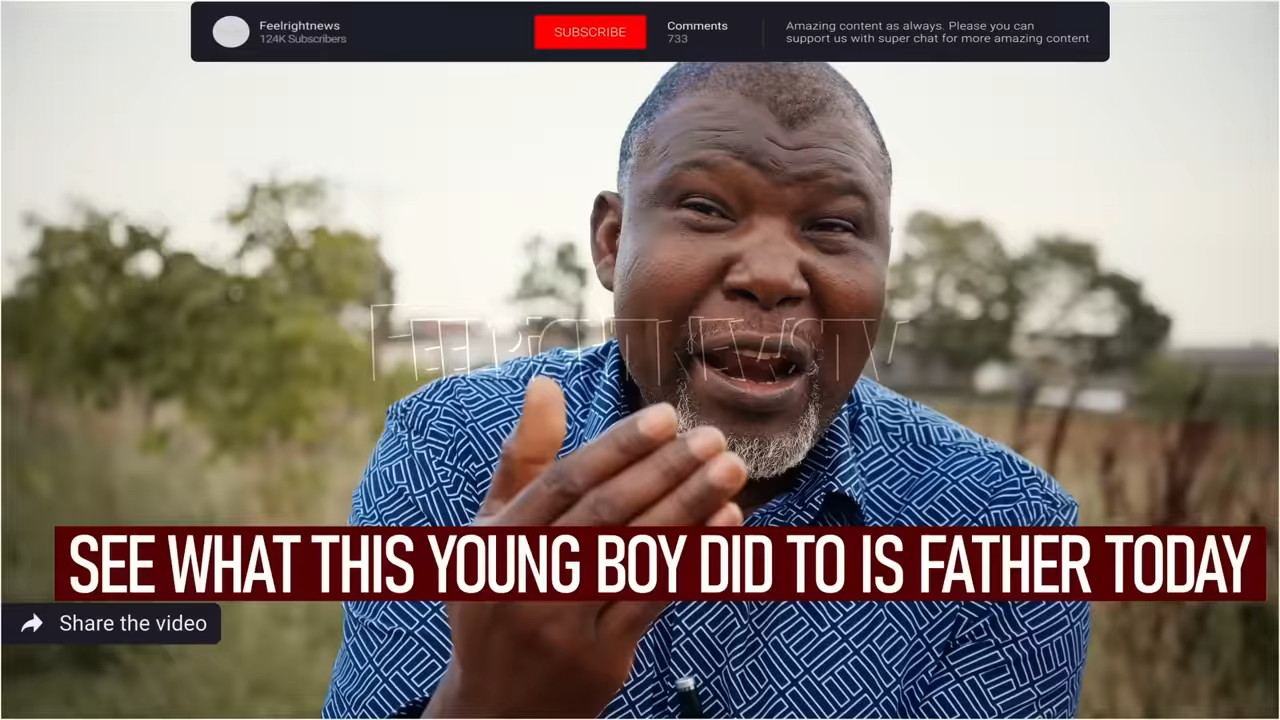 Feelrightnews
124K Subscribers
SUBSCRIBE
Comments
733
Amazing content as always. Please you can
support us with super chat for more amazing content
FEELRIGHTNEWSTV
SEE WHAT THIS YOUNG BOY DID TO IS FATHER TODAY
Share the video